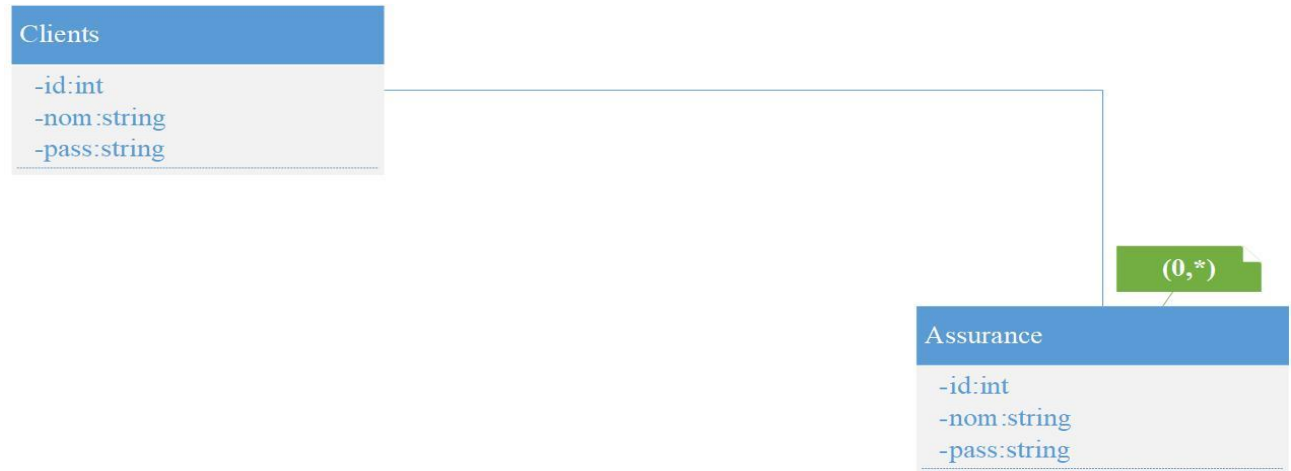 Clients
-id:int
-nom:string
-pass:string
(0,*)
Assurance
-id:int
-nom:string
-pass:string